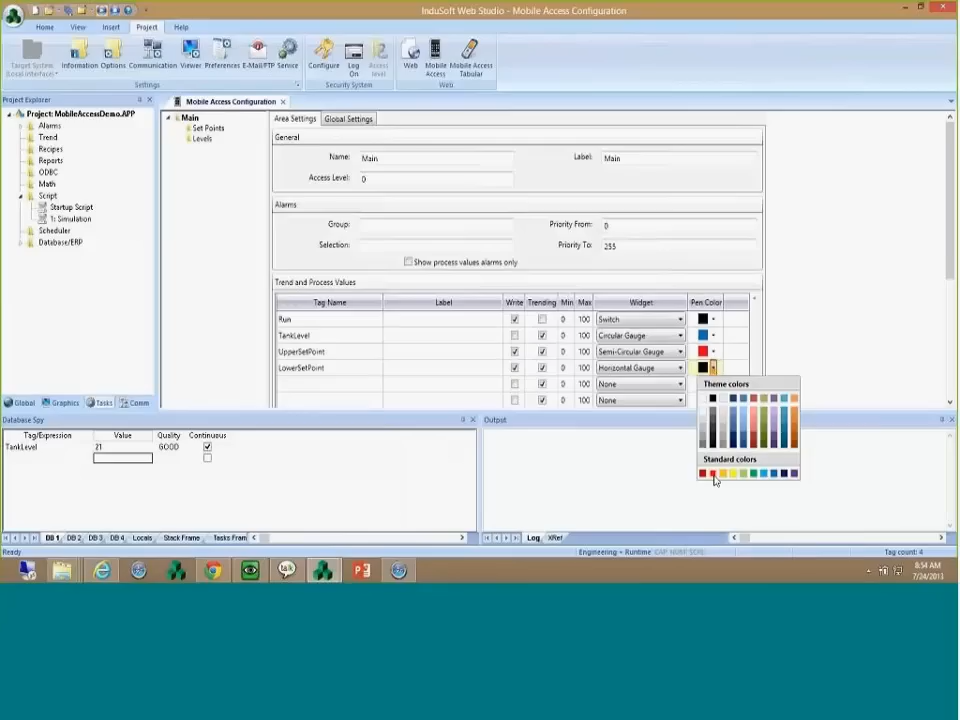 InduSoft Web Studio - Mobile Access Configuration
Home View Insert Project Help
Target System Information Options Communication Viewer Preferences E-Mail/FTP Service Configure Log On Access level Web Mobile Access Mobile Access Tabular
(Local Interface)
Settings Security System Web
Project Explorer
Mobile Access Configuration
Project: MobileAccessDemo.APP
Alarms
Trend
Recipes
Reports
ODBC
Math
Script
Startup Script
1: Simulation
Scheduler
Database/ERP
Global Graphics Tasks Comm
Main
Set Points
Levels
Area Settings Global Settings
General
Name: Main Label: Main
Access Level: 0
Alarms
Group: Priority From: 0
Selection: Priority To: 255
Show process values alarms only
Trend and Process Values
Tag Name Label Write Trending Min Max Widget Pen Color
Run 0 100 Switch
TankLevel 0 100 Circular Gauge
UpperSetPoint 0 100 Semi-Circular Gauge
LowerSetPoint 0 100 Horizontal Gauge
0 100 None
0 100 None
Theme colors
Standard colors
Database Spy
Tag/Expression Value Quality Continuous
TankLevel 21 GOOD
DB 1 DB 2 DB 3 DB 4 Locals Stack Frame Tasks Fram
Output
Log XRef
Ready Engineering + Runtime CAP NUM SCRL Tag count: 4
talk
8:54 AM
7/24/2013